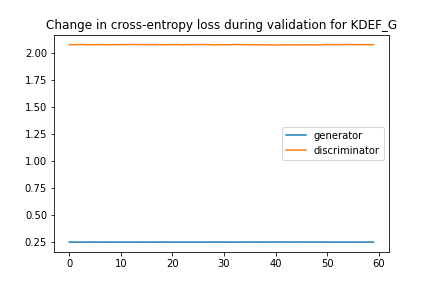 Change in cross-entropy loss during validation for KDEF_G
2.00
1.75
1.50
1.25
1.00
0.75
0.50
0.25
generator
discriminator
0 10 20 30 40 50 60